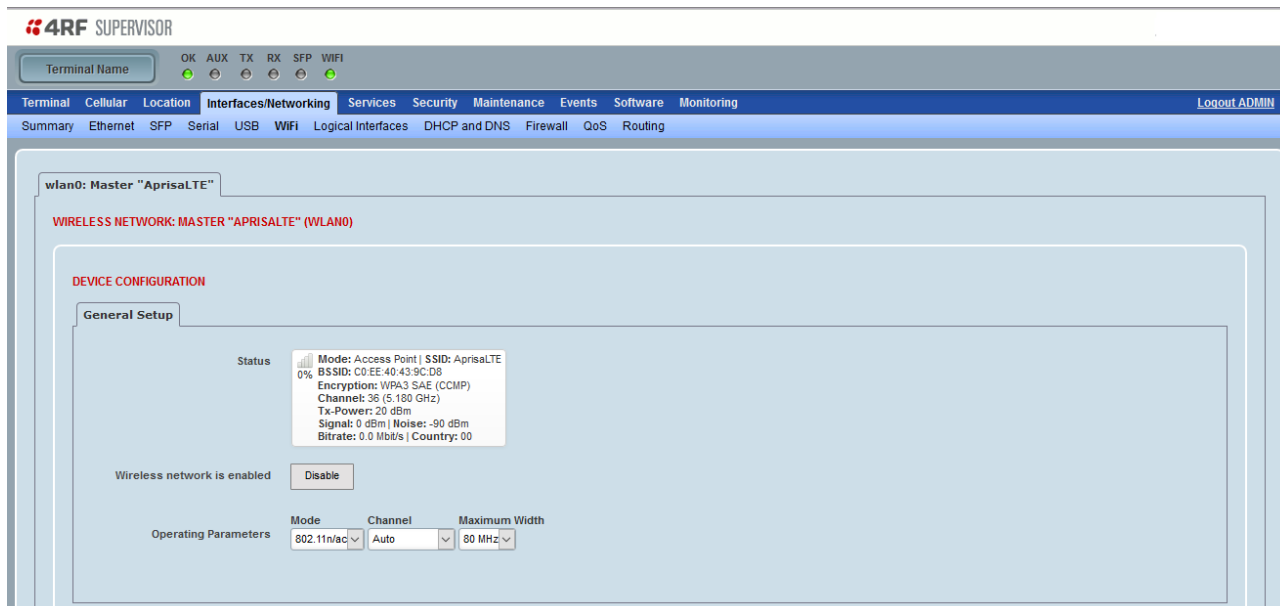 4RF SUPERVISOR
Terminal Name
OK AUX TX RX SFP WIFI
Terminal Cellular Location Interfaces/Networking Services Security Maintenance Events Software Monitoring Logout ADMIN
Summary Ethernet SFP Serial USB WiFi Logical Interfaces DHCP and DNS Firewall QoS Routing
wlan0: Master "AprisaLTE"
WIRELESS NETWORK: MASTER "APRISALTE" (WLAN0)
DEVICE CONFIGURATION
General Setup
Status
0%
Mode: Access Point | SSID: AprisaLTE
BSSID: C0:EE:40:43:9C:D8
Encryption: WPA3 SAE (CCMP)
Channel: 36 (5.180 GHz)
Tx-Power: 20 dBm
Signal: 0 dBm | Noise: -90 dBm
Bitrate: 0.0 Mbit/s | Country: 00
Wireless network is enabled Disable
Mode Channel Maximum Width
Operating Parameters 802.11n/ac Auto 80 MHz